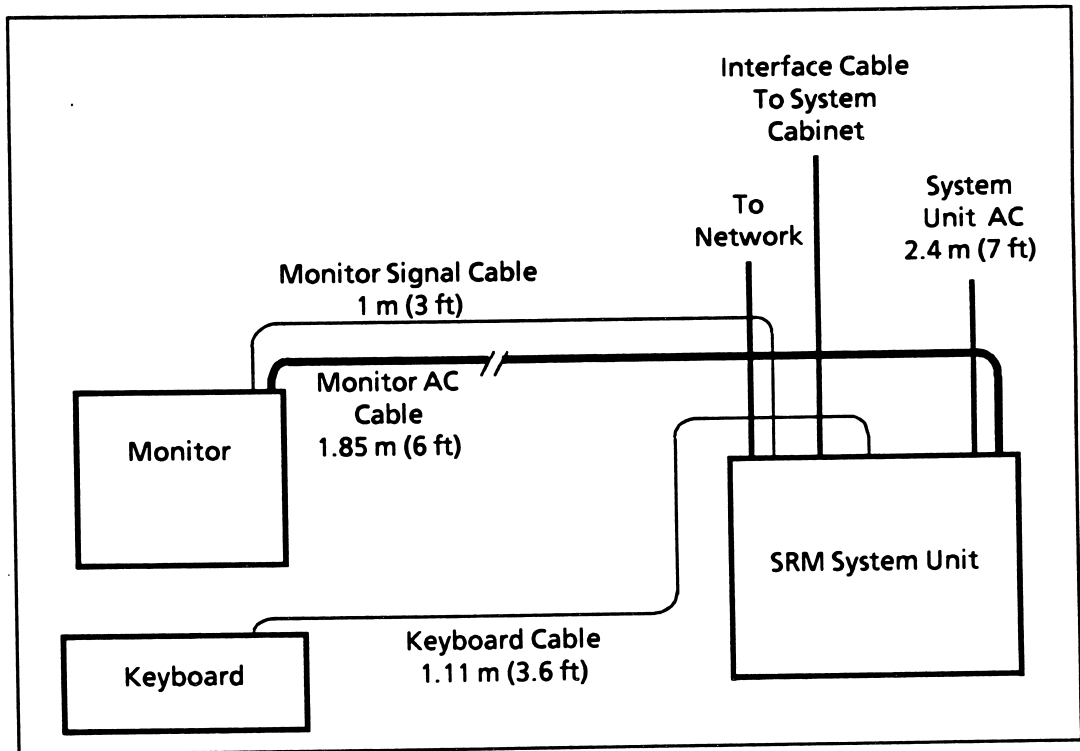 Interface Cable
To System
Cabinet
System
Unit AC
2.4 m (7 ft)
To
Network
Monitor Signal Cable
1 m (3 ft)
Monitor AC
Cable
1.85 m (6 ft)
Monitor
SRM System Unit
Keyboard Cable
1.11 m (3.6 ft)
Keyboard